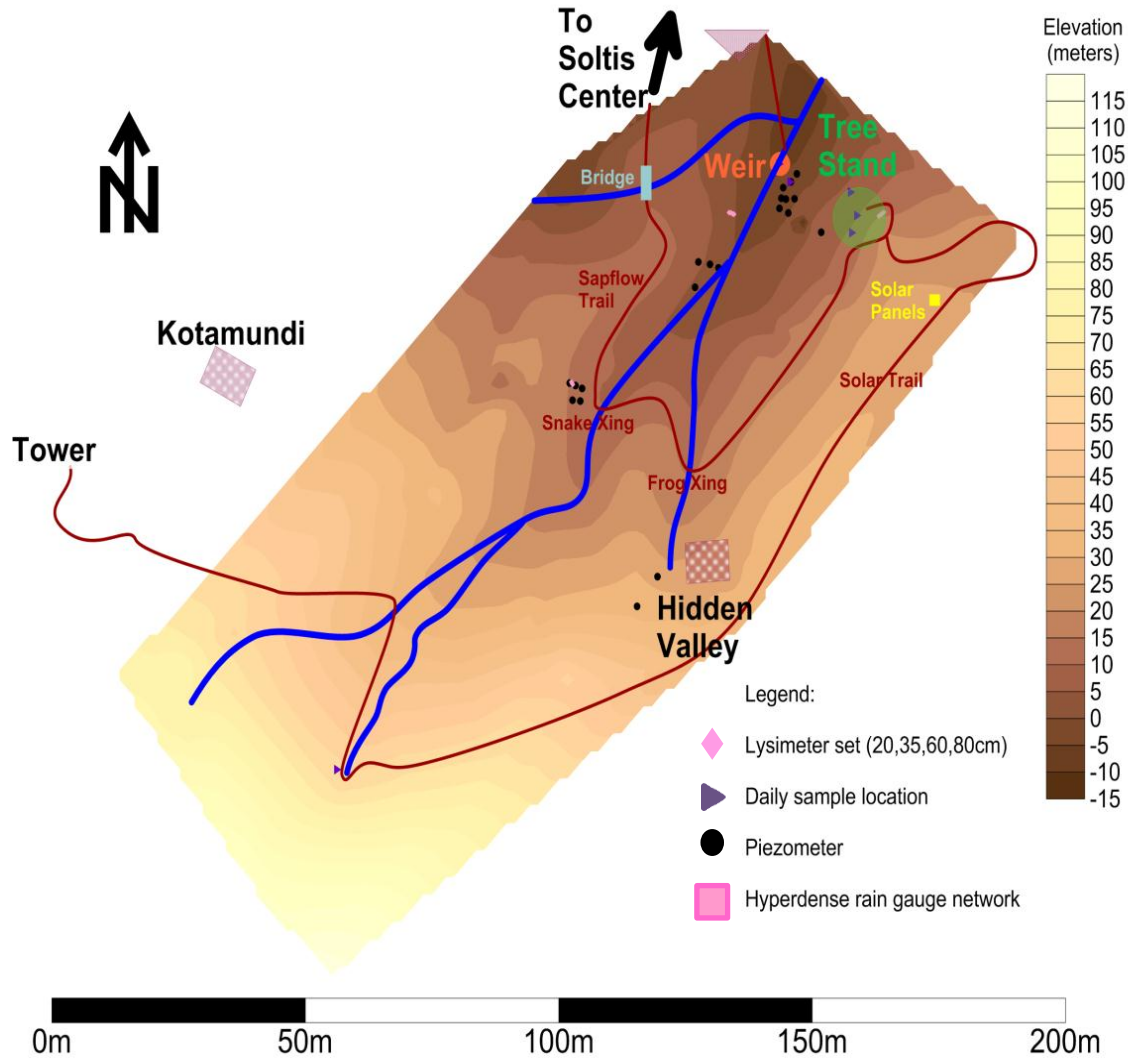 To
Soltis
Center
N
Elevation
(meters)
115
110
105
100
95
90
85
80
75
70
65
60
55
50
45
40
35
30
25
20
15
10
5
0
-5
-10
-15
Tree
Stand
Weir
Bridge
Sapflow
Trail
Solar
Panels
Kotamundi
Solar Trail
Snake Xing
Tower
Frog Xing
Hidden
Valley
Legend:
Lysimeter set (20,35,60,80cm)
Daily sample location
Piezometer
Hyperdense rain gauge network
0m 50m 100m 150m 200m